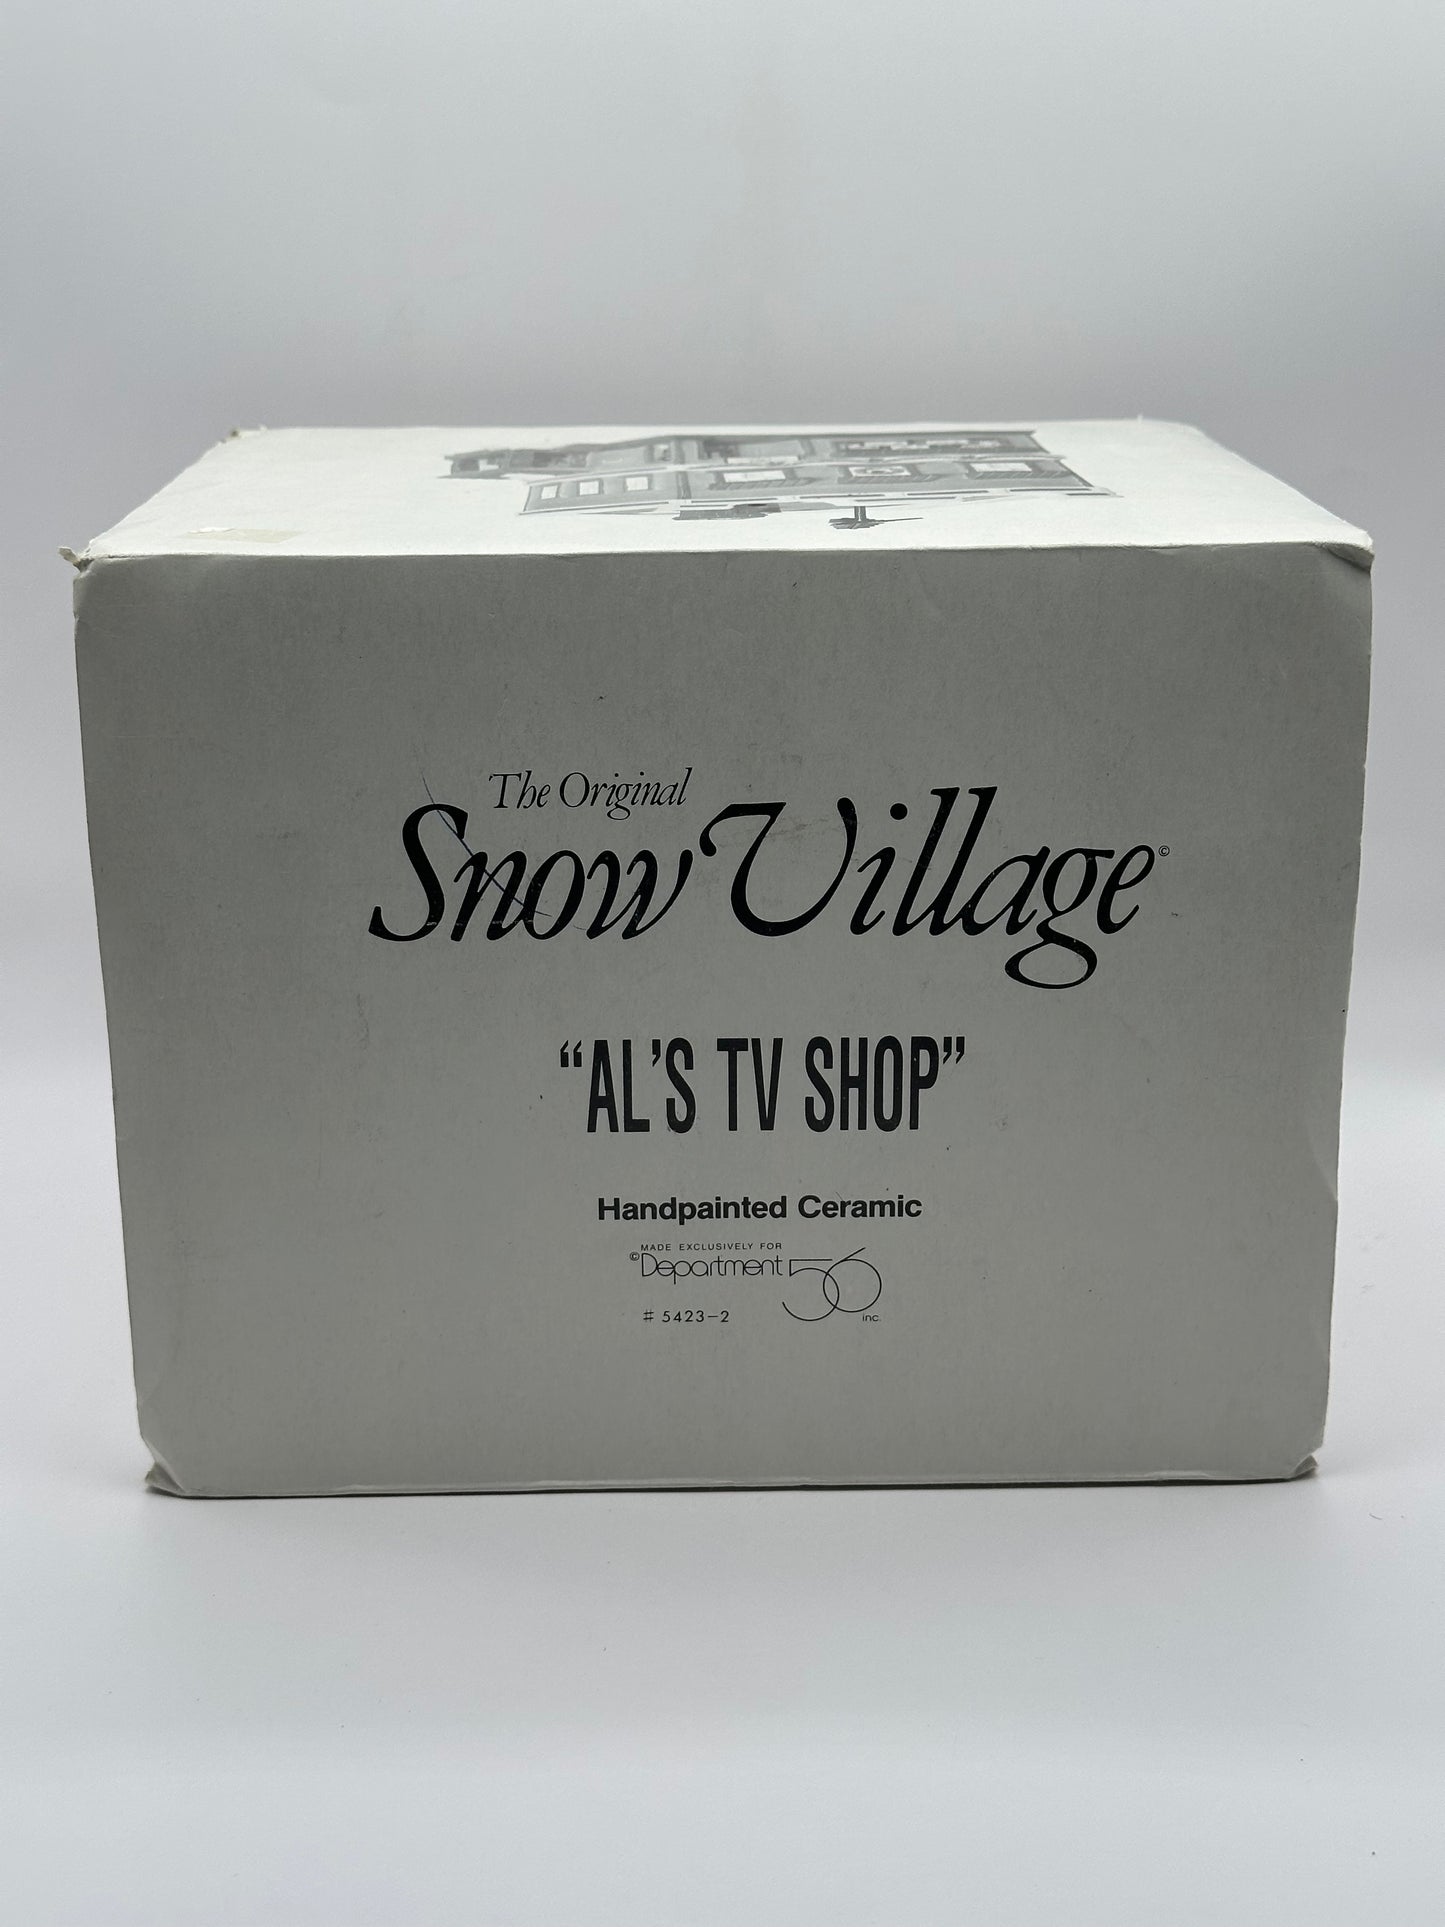 The Original
Snow Village©
“AL’S TV SHOP”
Handpainted Ceramic
MADE EXCLUSIVELY FOR
©Department 56
inc.
# 5423–2